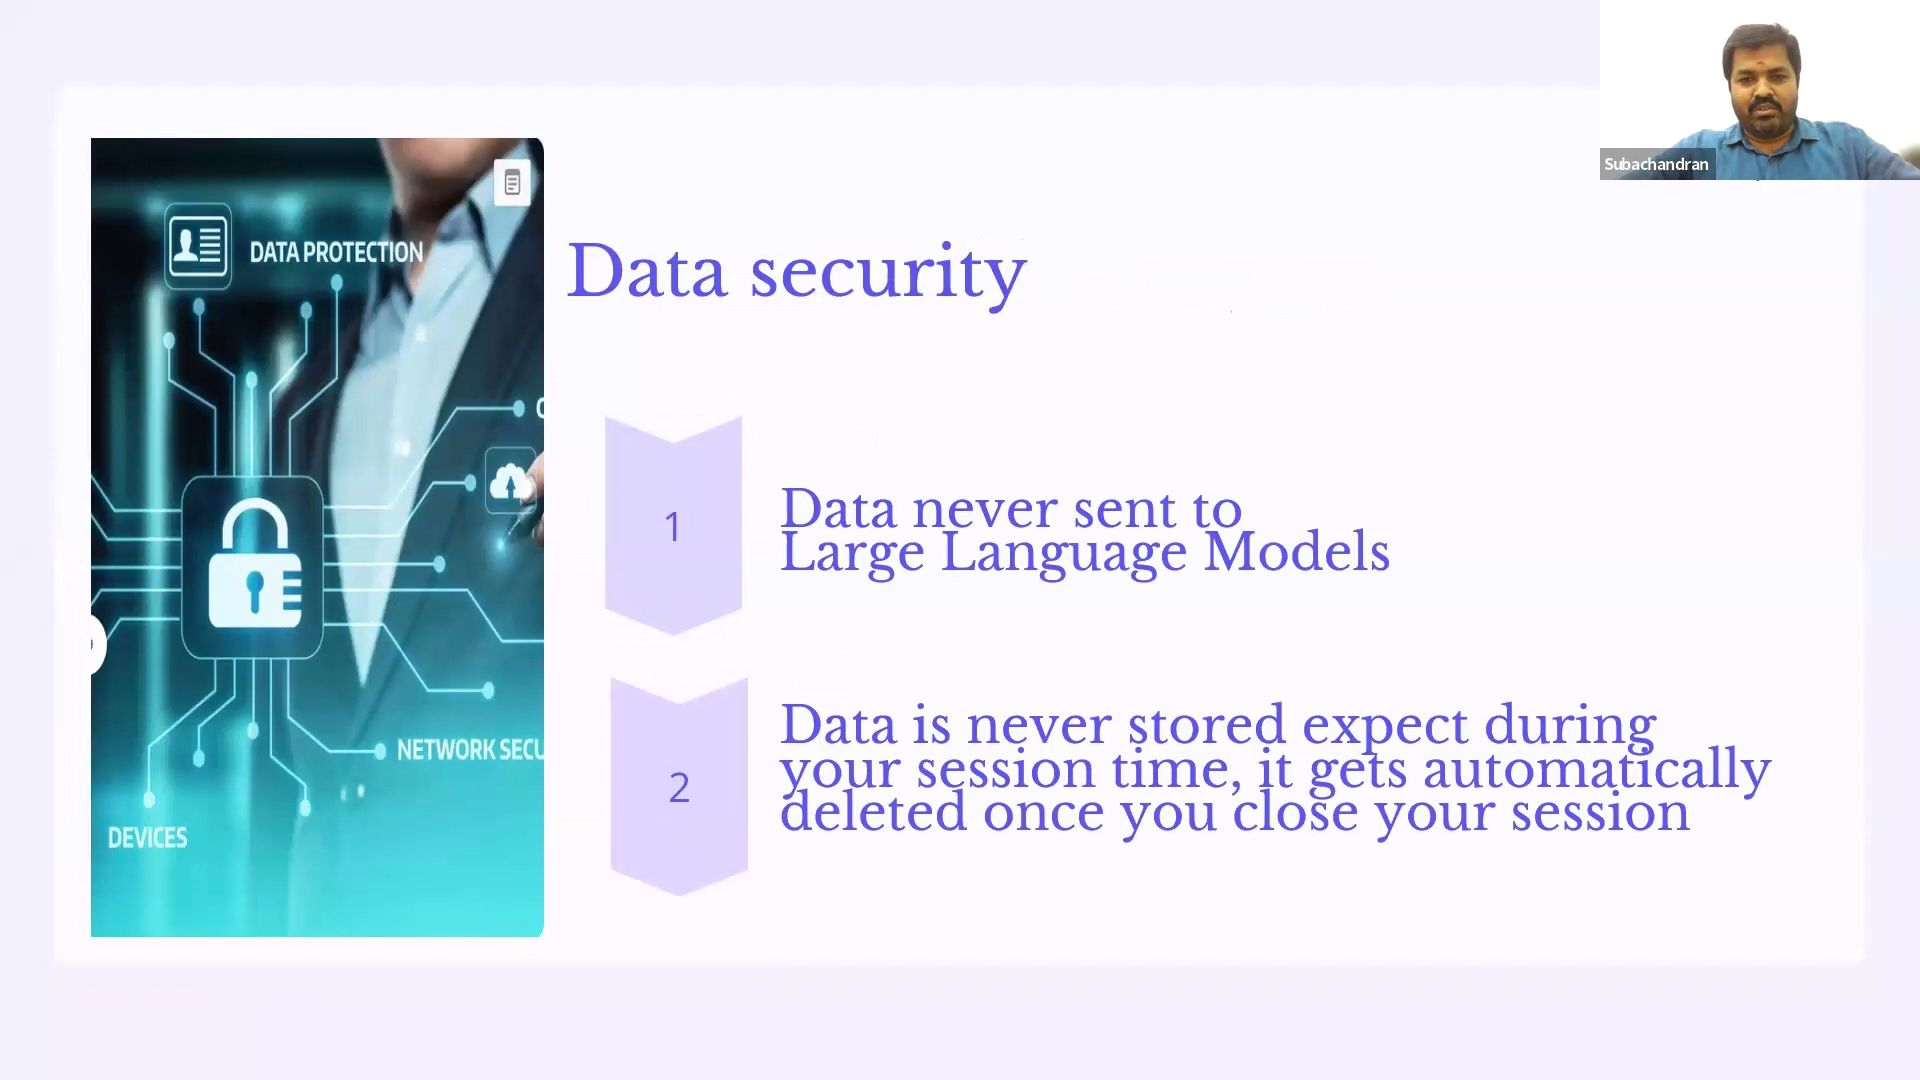 Subachandran
DATA PROTECTION
Data security
1
Data never sent to
Large Language Models
NETWORK SECU
2
Data is never stored expect during
your session time, it gets automatically
deleted once you close your session
DEVICES